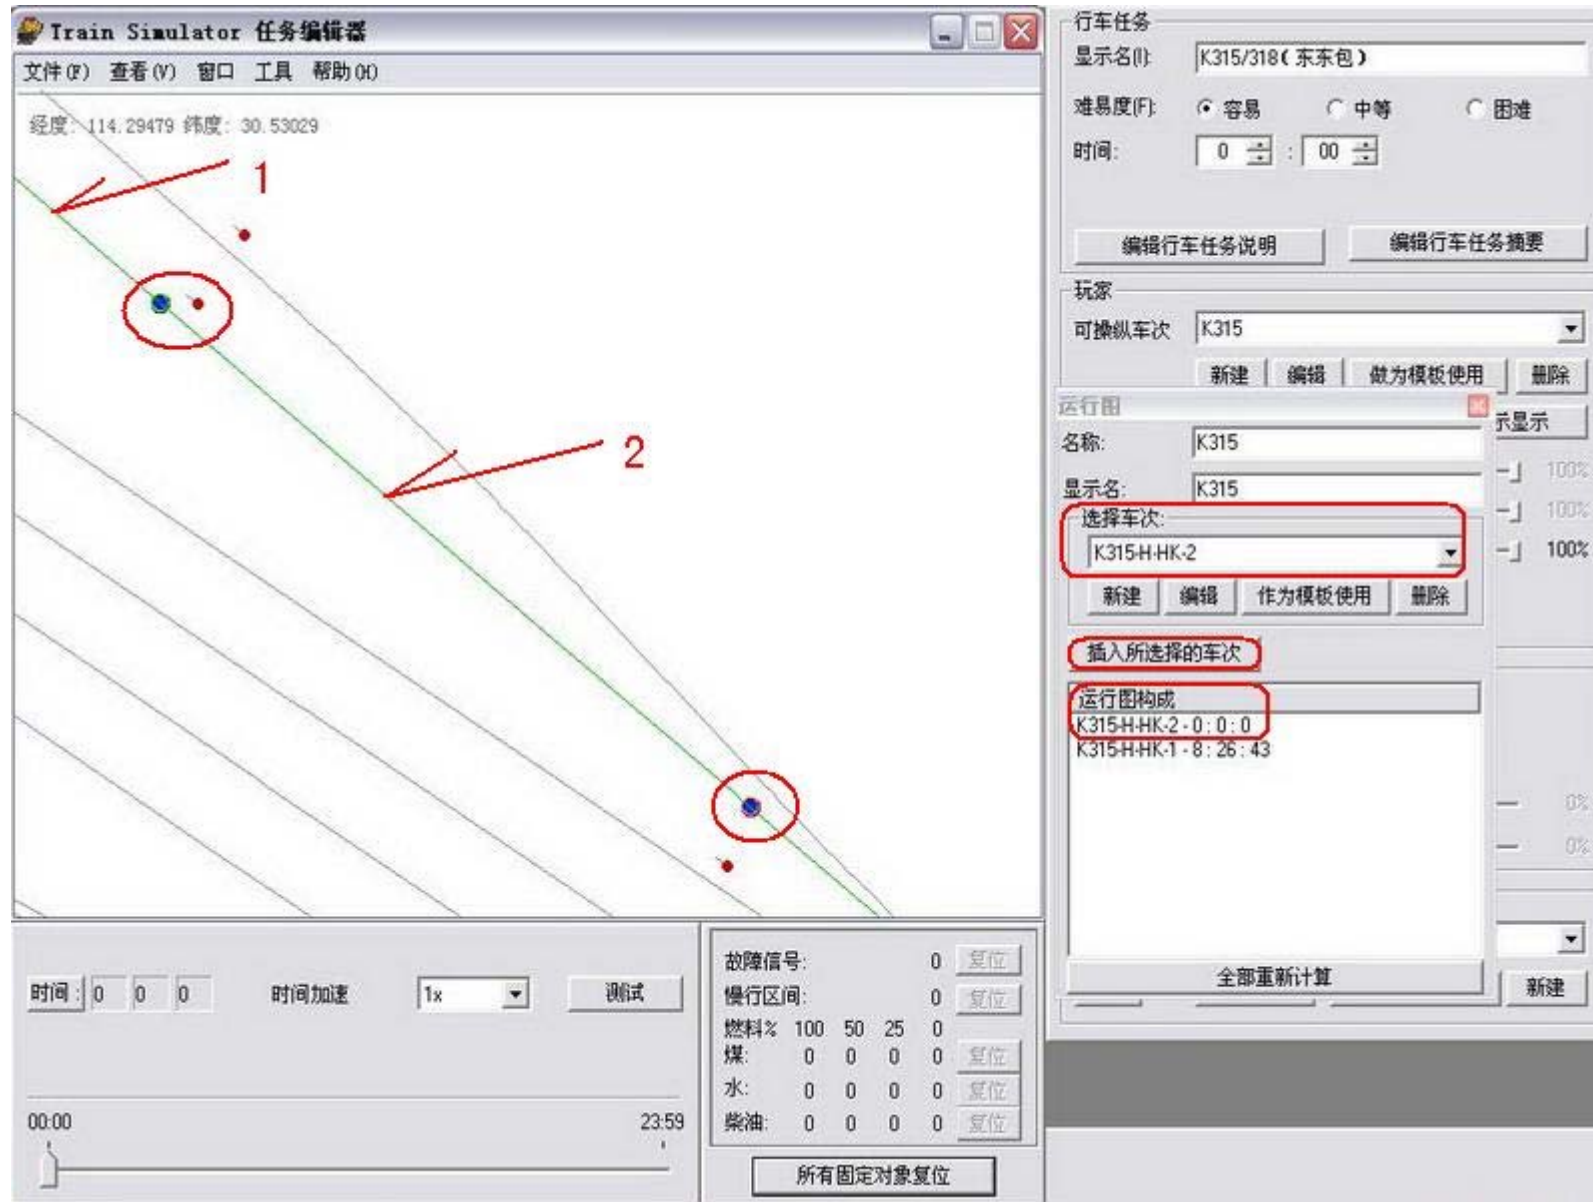 Train Simulator 任务编辑器
文件(F) 查看(V) 窗口 工具 帮助(H)
经度: 114.29479 纬度: 30.53029
1
2
行车任务
显示名(I): K315/318(东东包)
难易度(F): 容易 中等 困难
时间: 0 : 00
编辑行车任务说明 编辑行车任务摘要
玩家
可操纵车次 K315
新建 编辑 做为模板使用 删除
运行图
示显示
名称: K315
100%
显示名: K315
100%
选择车次:
K315-H-HK-2
100%
新建 编辑 作为模板使用 删除
插入所选择的车次
运行图构成
K315-H-HK-2 - 0 : 0 : 0
K315-H-HK-1 - 8 : 26 : 43
0%
0%
全部重新计算
新建
时间: 0 0 0 时间加速 1x 测试
00:00 23:59
故障信号: 0 复位
慢行区间: 0 复位
燃料% 100 50 25 0
煤: 0 0 0 0 复位
水: 0 0 0 0 复位
柴油: 0 0 0 0 复位
所有固定对象复位